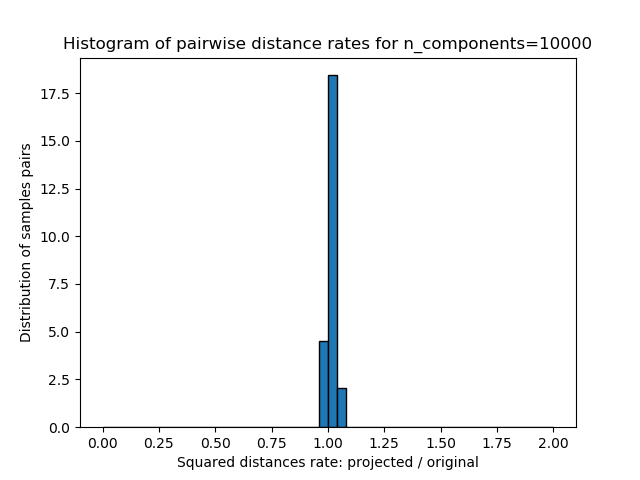 Histogram of pairwise distance rates for n_components=10000
17.5
15.0
12.5
10.0
7.5
5.0
2.5
0.0
Distribution of samples pairs
0.00 0.25 0.50 0.75 1.00 1.25 1.50 1.75 2.00
Squared distances rate: projected / original